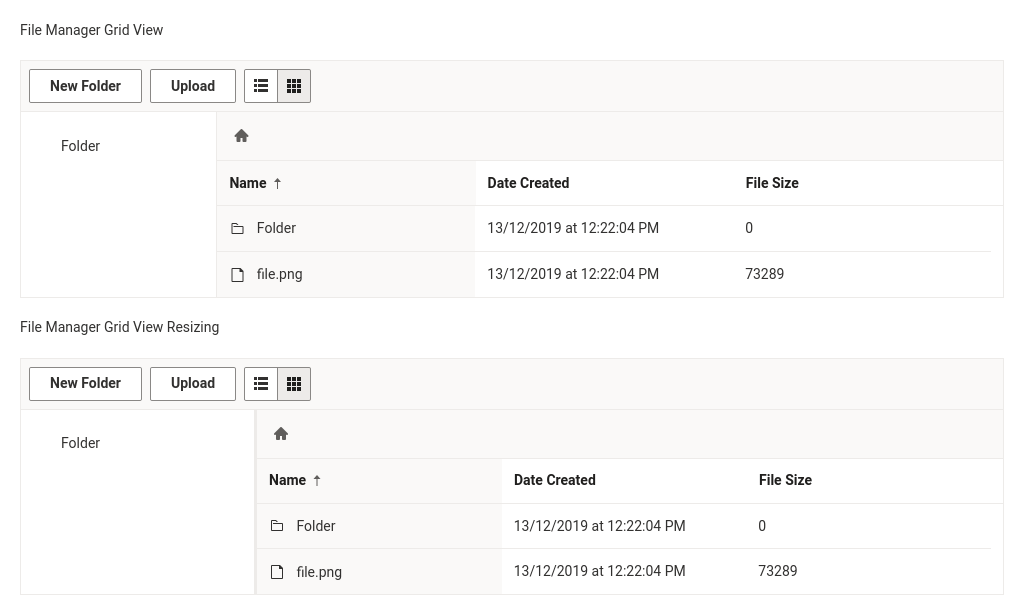 File Manager Grid View
New Folder Upload
Folder
Name Date Created File Size
Folder 13/12/2019 at 12:22:04 PM 0
file.png 13/12/2019 at 12:22:04 PM 73289
File Manager Grid View Resizing
New Folder Upload
Folder
Name Date Created File Size
Folder 13/12/2019 at 12:22:04 PM 0
file.png 13/12/2019 at 12:22:04 PM 73289